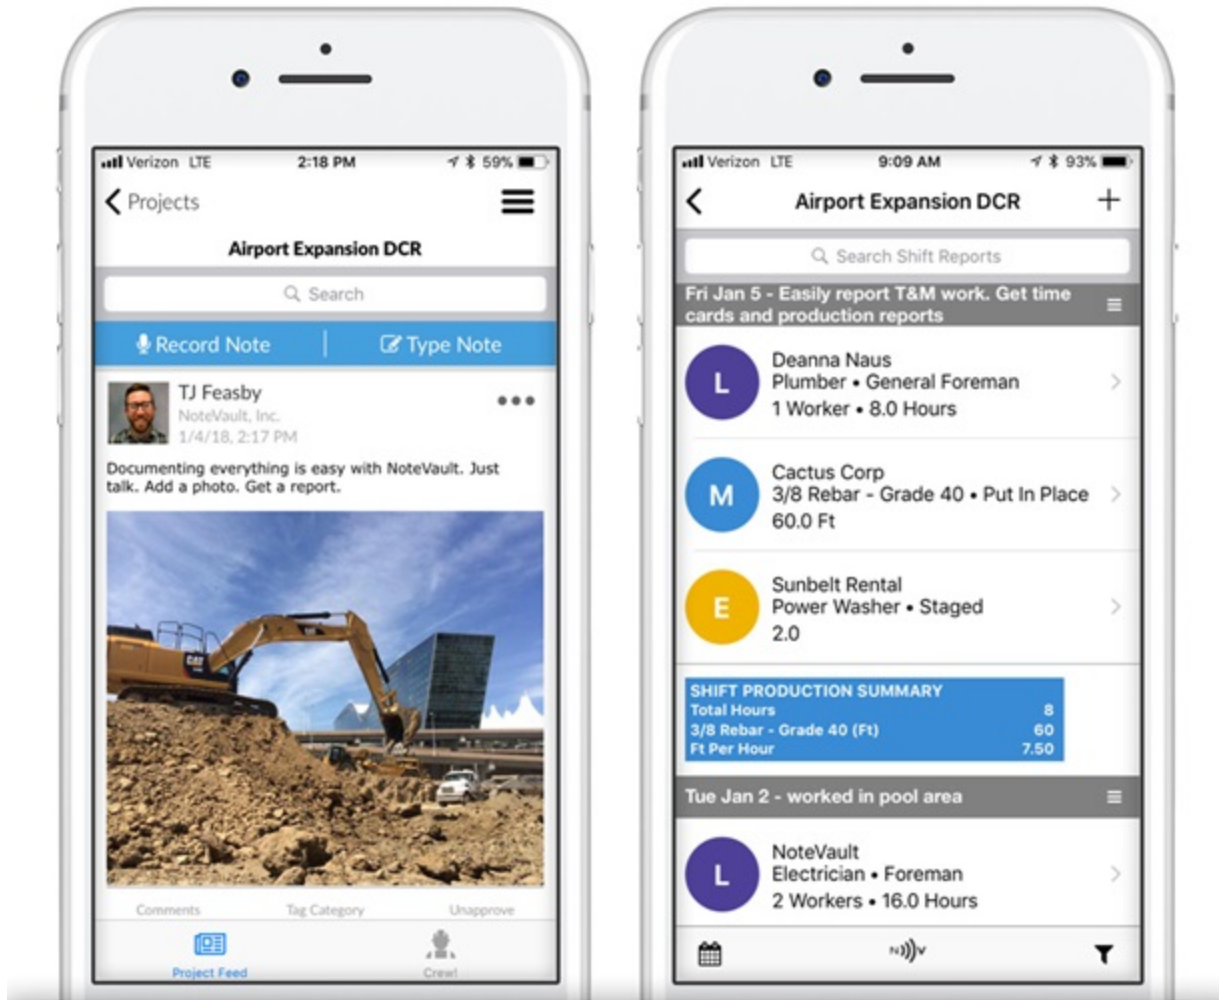 Verizon LTE 2:18 PM 59%
Projects
Airport Expansion DCR
Search
Record Note | Type Note
TJ Feasby
NoteVault, Inc.
1/4/18, 2:17 PM
Documenting everything is easy with NoteVault. Just
talk. Add a photo. Get a report.
CAT
Comments Tag Category Unapprove
Project Feed Crew!
Verizon LTE 9:09 AM 93%
Airport Expansion DCR +
Search Shift Reports
Fri Jan 5 - Easily report T&M work. Get time
cards and production reports
L
Deanna Naus
Plumber • General Foreman
1 Worker • 8.0 Hours
M
Cactus Corp
3/8 Rebar - Grade 40 • Put In Place
60.0 Ft
E
Sunbelt Rental
Power Washer • Staged
2.0
SHIFT PRODUCTION SUMMARY
Total Hours 8
3/8 Rebar - Grade 40 (Ft) 60
Ft Per Hour 7.50
Tue Jan 2 - worked in pool area
L
NoteVault
Electrician • Foreman
2 Workers • 16.0 Hours
N)))V